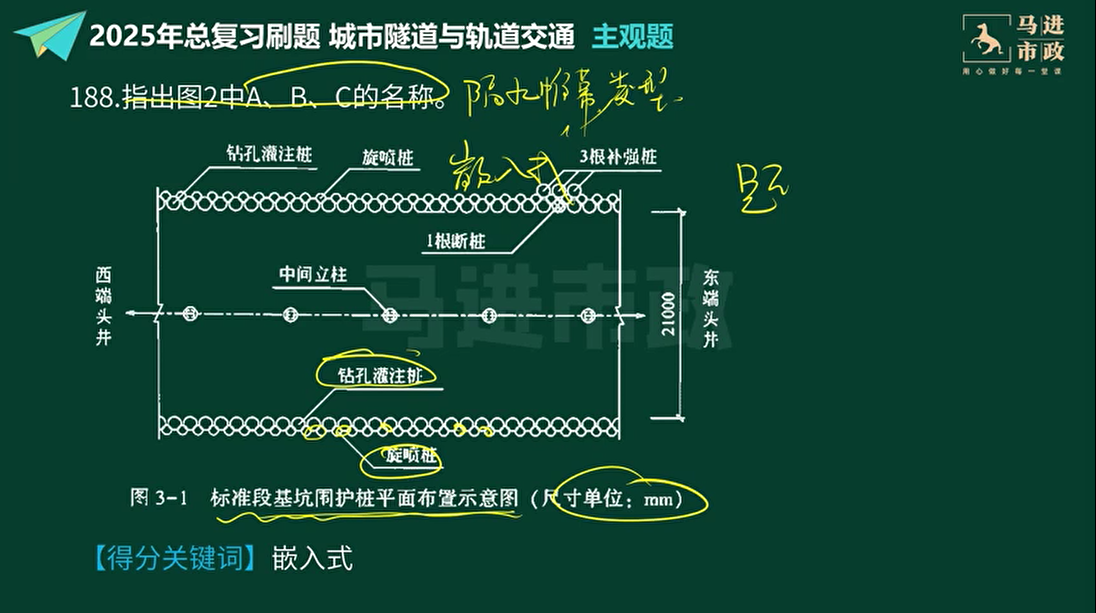 2025年总复习刷题 城市隧道与轨道交通 主观题
马进
市政
用心做好每一堂课
188.指出图2中A、B、C的名称。
隔水帷幕类型
嵌入式
题
钻孔灌注桩
旋喷桩
3根补强桩
1根断桩
中间立柱
西端头井
东端头井
21000
马进市政
钻孔灌注桩
旋喷桩
图 3-1 标准段基坑围护桩平面布置示意图（尺寸单位：mm）
【得分关键词】嵌入式